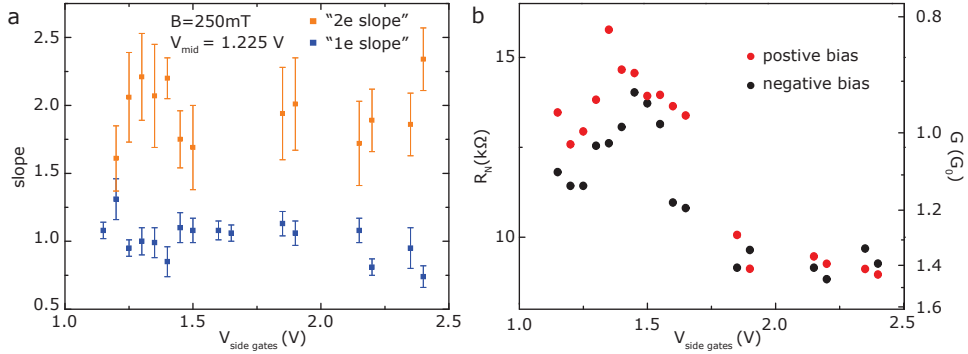 a
B=250mT
V_mid = 1.225 V
"2e slope"
"1e slope"
2.5
2.0
1.5
1.0
0.5
slope
1.0
1.5
2.0
2.5
V_side gates (V)
b
postive bias
negative bias
15
10
R_N(kΩ)
0.8
1.0
1.2
1.4
1.6
G (G_0)
1.0
1.5
2.0
2.5
V_side gates (V)